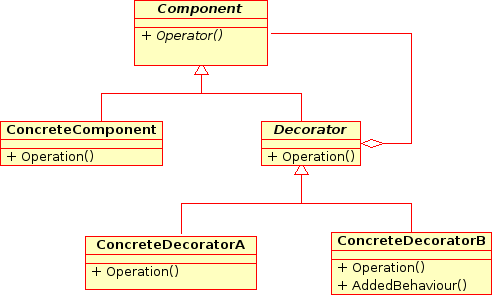 Component
+ Operator()
ConcreteComponent
+ Operation()
Decorator
+ Operation()
ConcreteDecoratorA
+ Operation()
ConcreteDecoratorB
+ Operation()
+ AddedBehaviour()